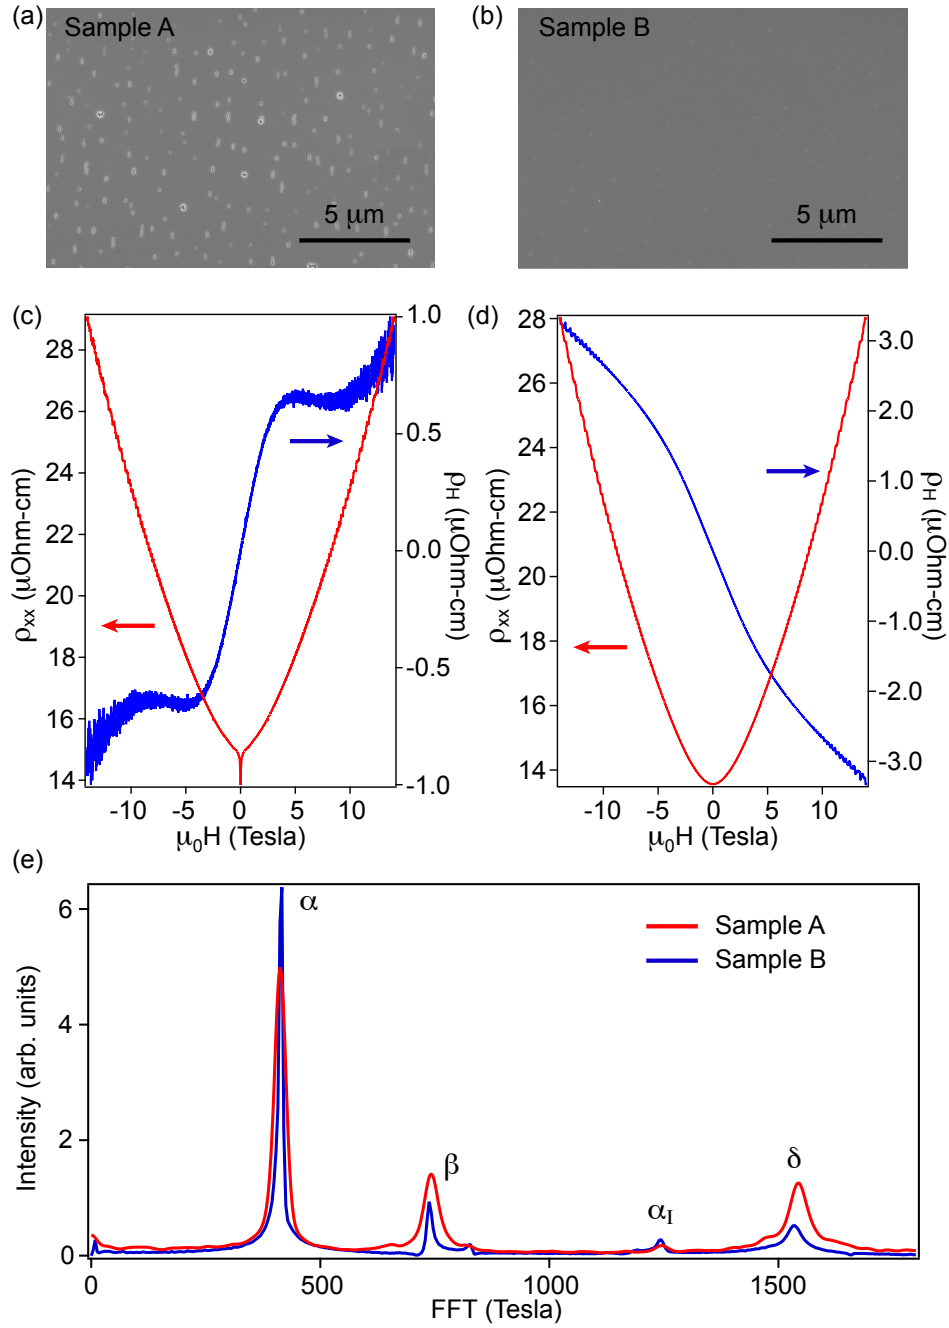 (a)
Sample A
5 μm
(b)
Sample B
5 μm
(c)
28
26
24
22
20
18
16
14
ρxx (μOhm-cm)
1.0
0.5
0.0
-0.5
-1.0
ρH (μOhm-cm)
-10
-5
0
5
10
μ0H (Tesla)
(d)
28
26
24
22
20
18
16
14
ρxx (μOhm-cm)
3.0
2.0
1.0
0.0
-1.0
-2.0
-3.0
ρH (μOhm-cm)
-10
-5
0
5
10
μ0H (Tesla)
(e)
6
4
2
0
Intensity (arb. units)
α
β
αI
δ
Sample A
Sample B
0
500
1000
1500
FFT (Tesla)